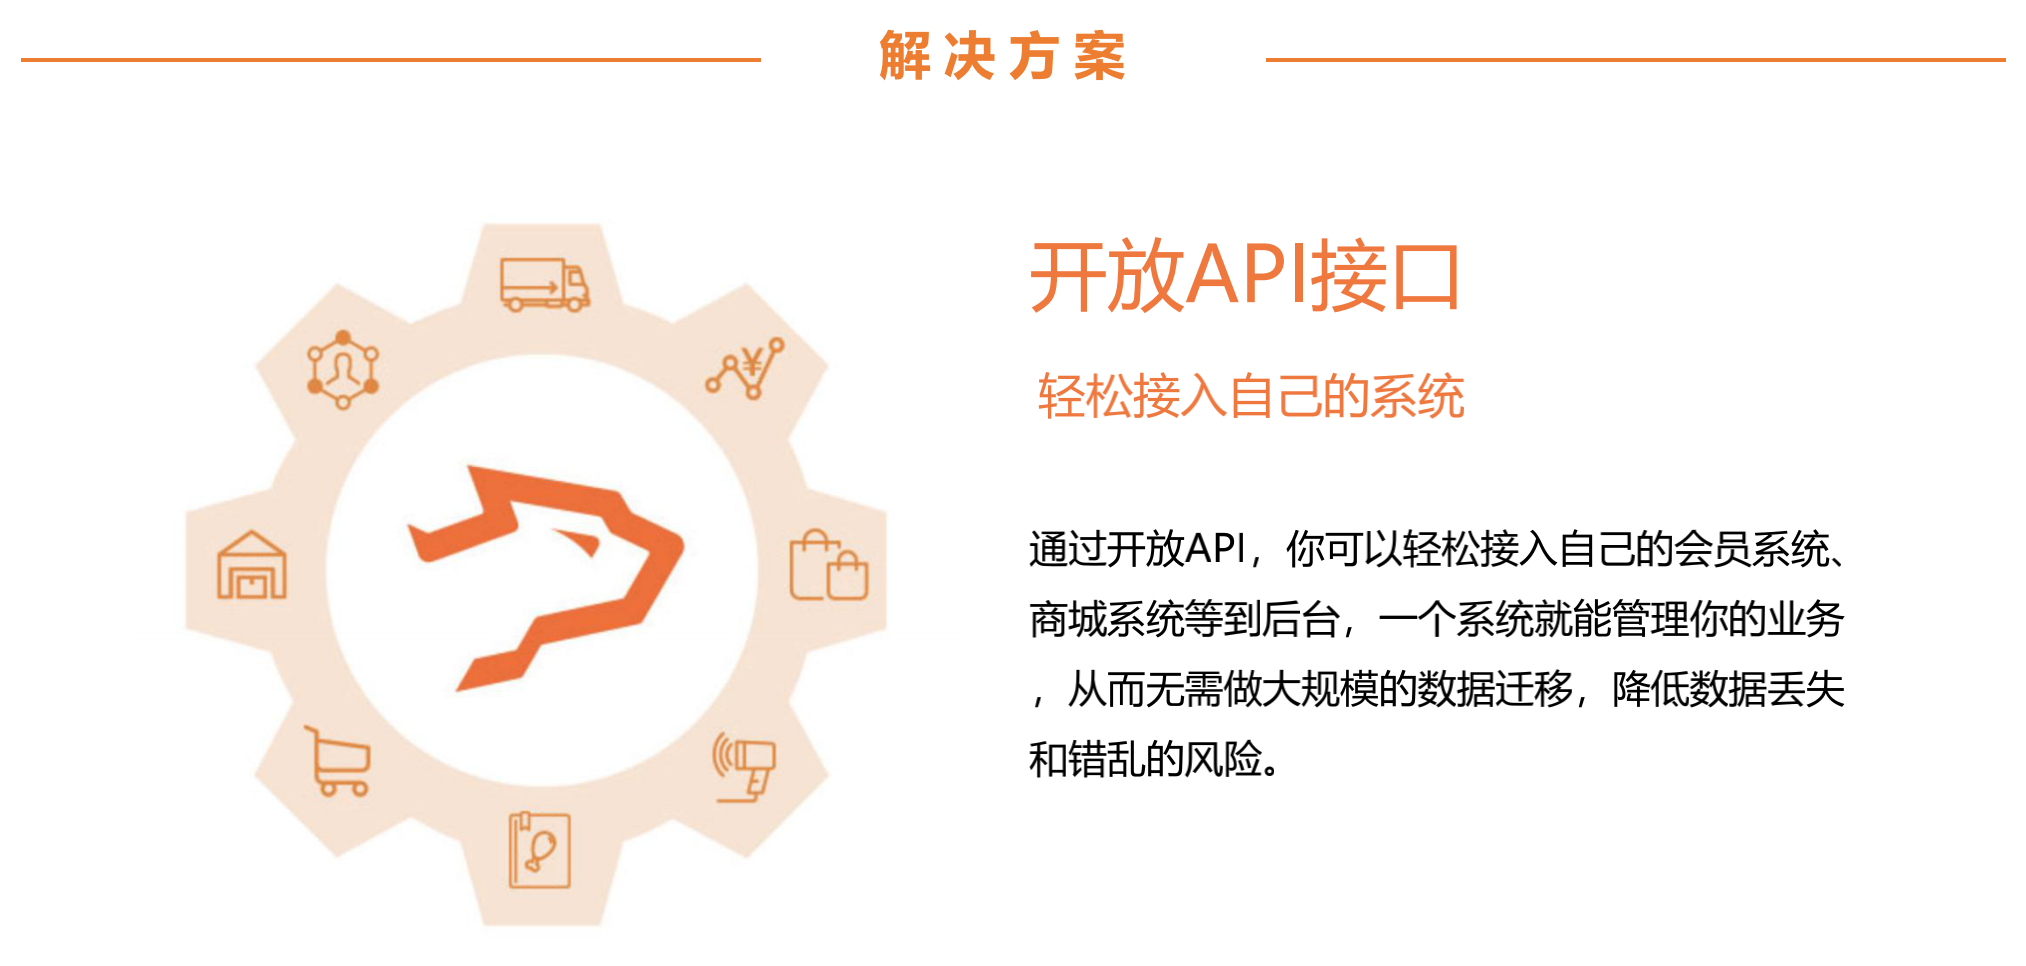 解决方案
开放API接口
轻松接入自己的系统
通过开放API，你可以轻松接入自己的会员系统、
商城系统等到后台，一个系统就能管理你的业务
，从而无需做大规模的数据迁移，降低数据丢失
和错乱的风险。
¥